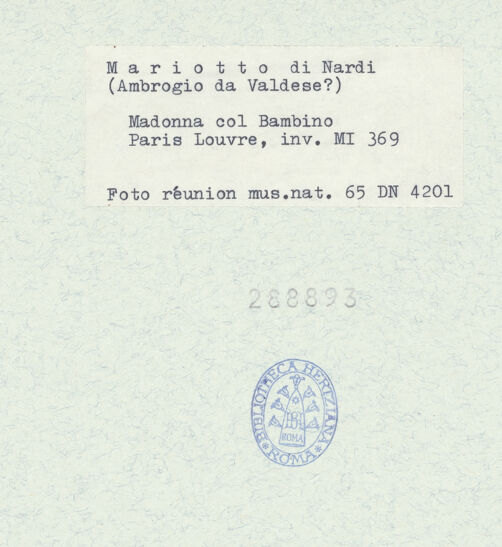 Mariotto di Nardi
(Ambrogio da Valdese?)
Madonna col Bambino
Paris Louvre, inv. MI 369
Foto réunion mus.nat. 65 DN 4201
288893
BIBLIOTHECA HERTZIANA
ROMA
ROMA